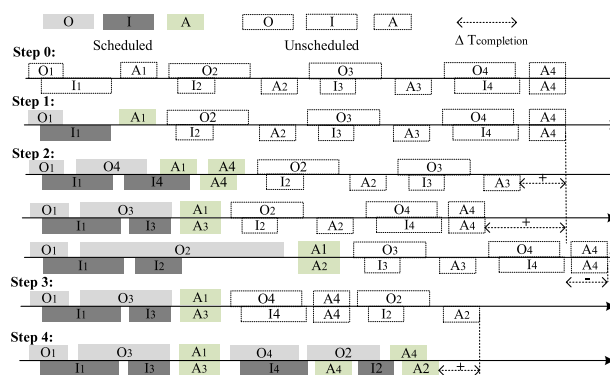 O I A O I A
Scheduled Unscheduled Δ Tcompletion
Step 0:
O1 A1 O2 O3 O4 A4
I1 I2 A2 I3 A3 I4 A4
Step 1:
O1 A1 O2 O3 O4 A4
I1 I2 A2 I3 A3 I4 A4
Step 2:
O1 O4 A1 A4 O2 O3
I1 I4 A4 I2 A2 I3 A3 +
O1 O3 A1 O2 O4 A4
I1 I3 A3 I2 A2 I4 A4 +
O1 O2 A1 O3 O4 A4
I1 I2 A2 I3 A3 I4 A4
-
Step 3:
O1 O3 A1 O4 A4 O2
I1 I3 A3 I4 A4 I2 A2
Step 4:
O1 O3 A1 O4 O2 A4
I1 I3 A3 I4 A4 I2 A2 +